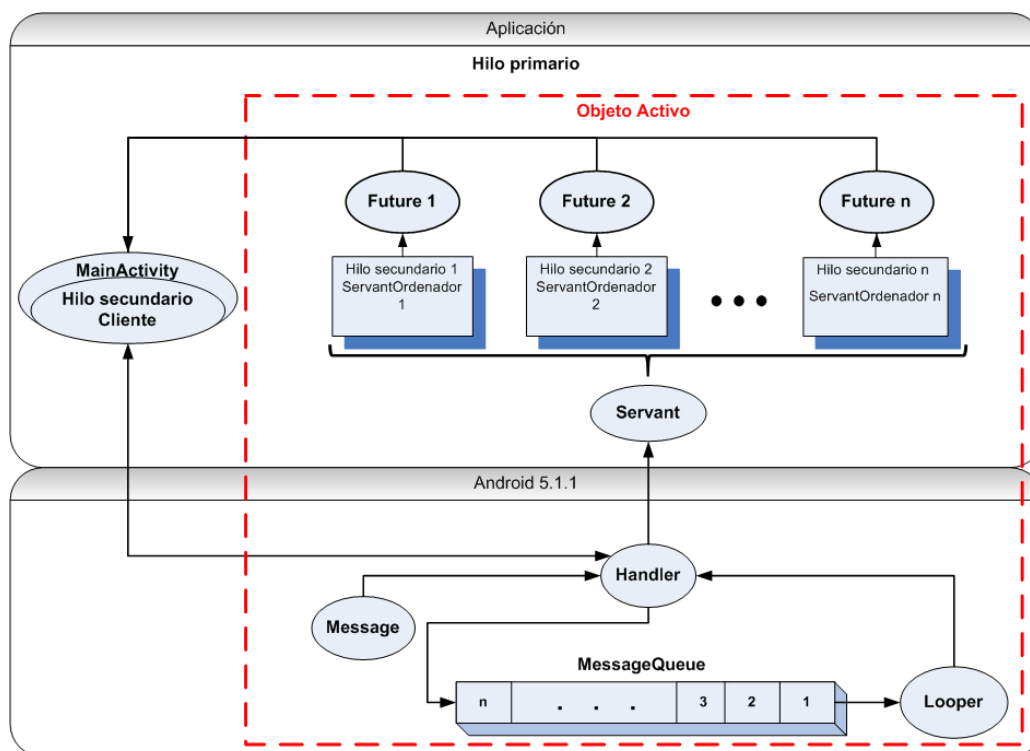 Aplicación
Hilo primario
Objeto Activo
Future 1
Future 2
Future n
MainActivity
Hilo secundario
Cliente
Hilo secundario 1
ServantOrdenador
1
Hilo secundario 2
ServantOrdenador
2
Hilo secundario n
ServantOrdenador n
Servant
Android 5.1.1
Handler
Message
MessageQueue
n
. . .
3
2
1
Looper